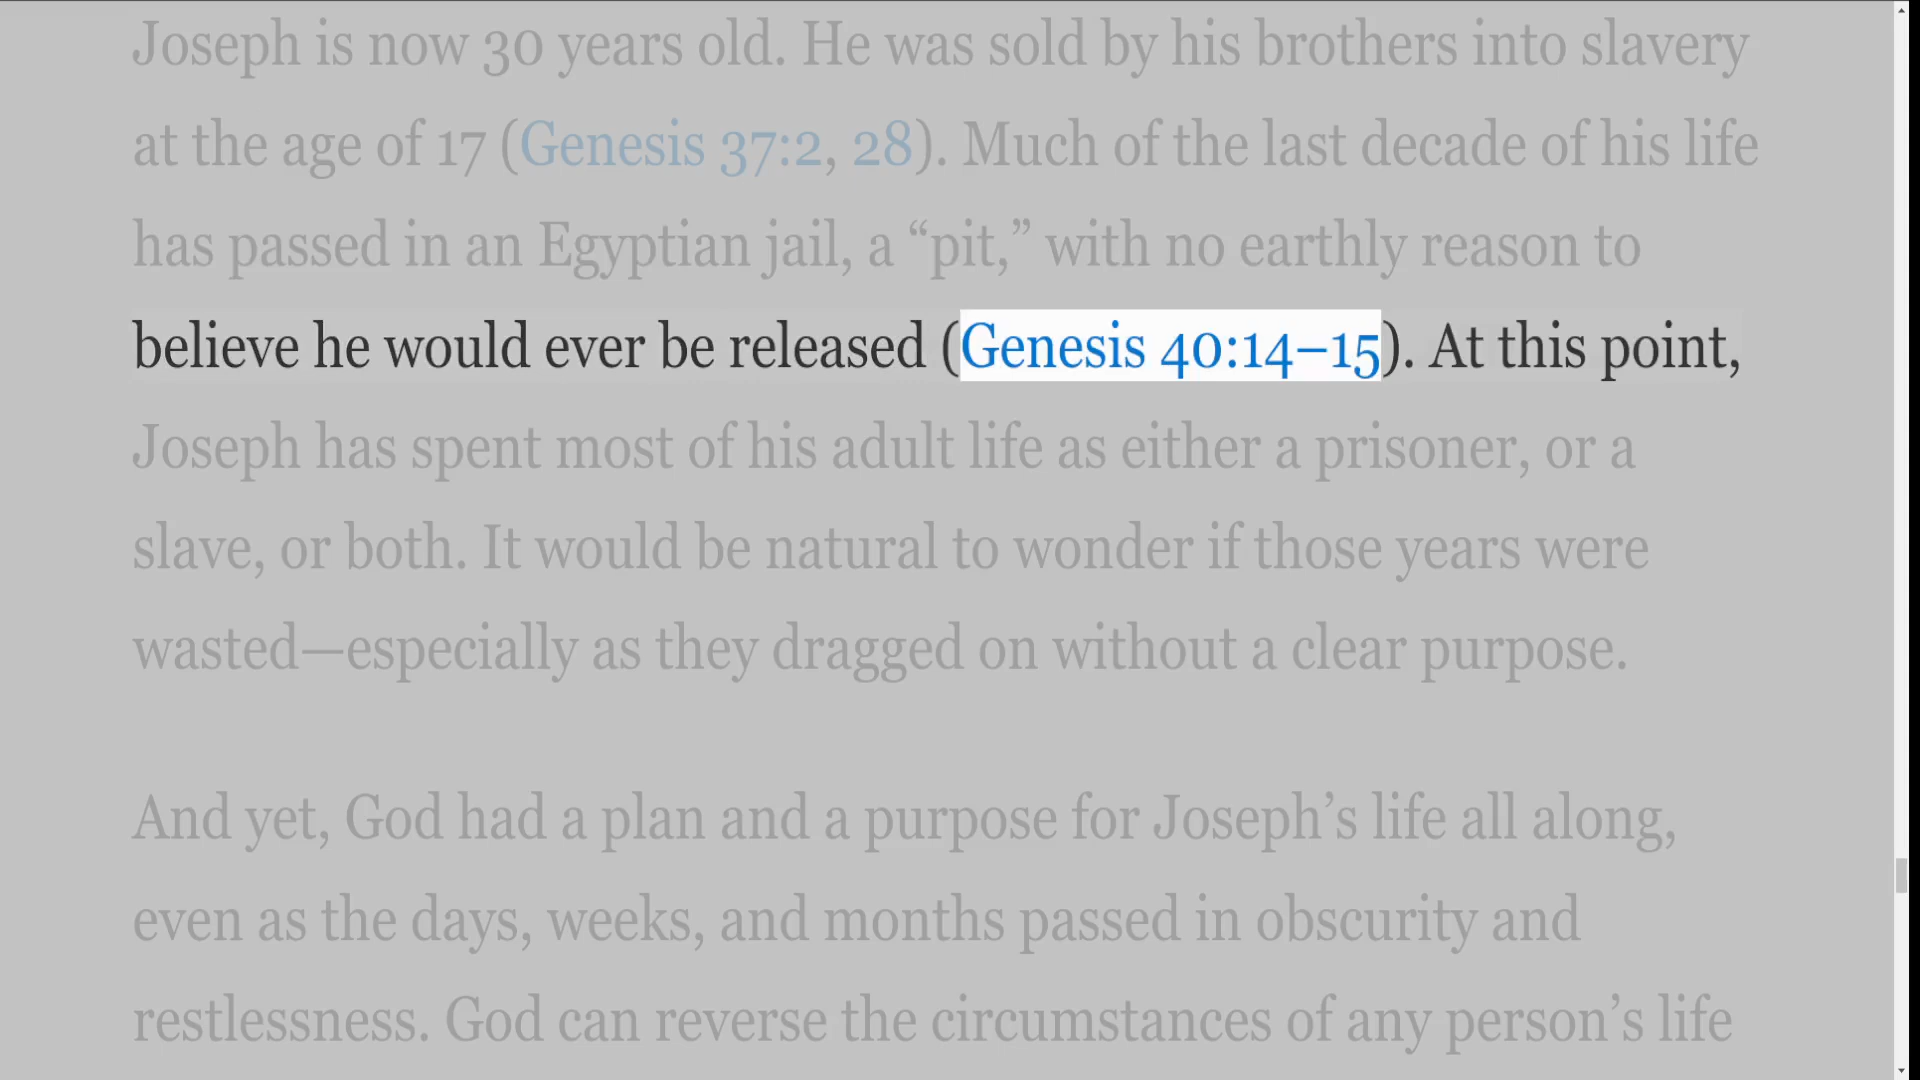 Joseph is now 30 years old. He was sold by his brothers into slavery
at the age of 17 (Genesis 37:2, 28). Much of the last decade of his life
has passed in an Egyptian jail, a “pit,” with no earthly reason to
believe he would ever be released (Genesis 40:14–15). At this point,
Joseph has spent most of his adult life as either a prisoner, or a
slave, or both. It would be natural to wonder if those years were
wasted—especially as they dragged on without a clear purpose.
And yet, God had a plan and a purpose for Joseph’s life all along,
even as the days, weeks, and months passed in obscurity and
restlessness. God can reverse the circumstances of any person’s life